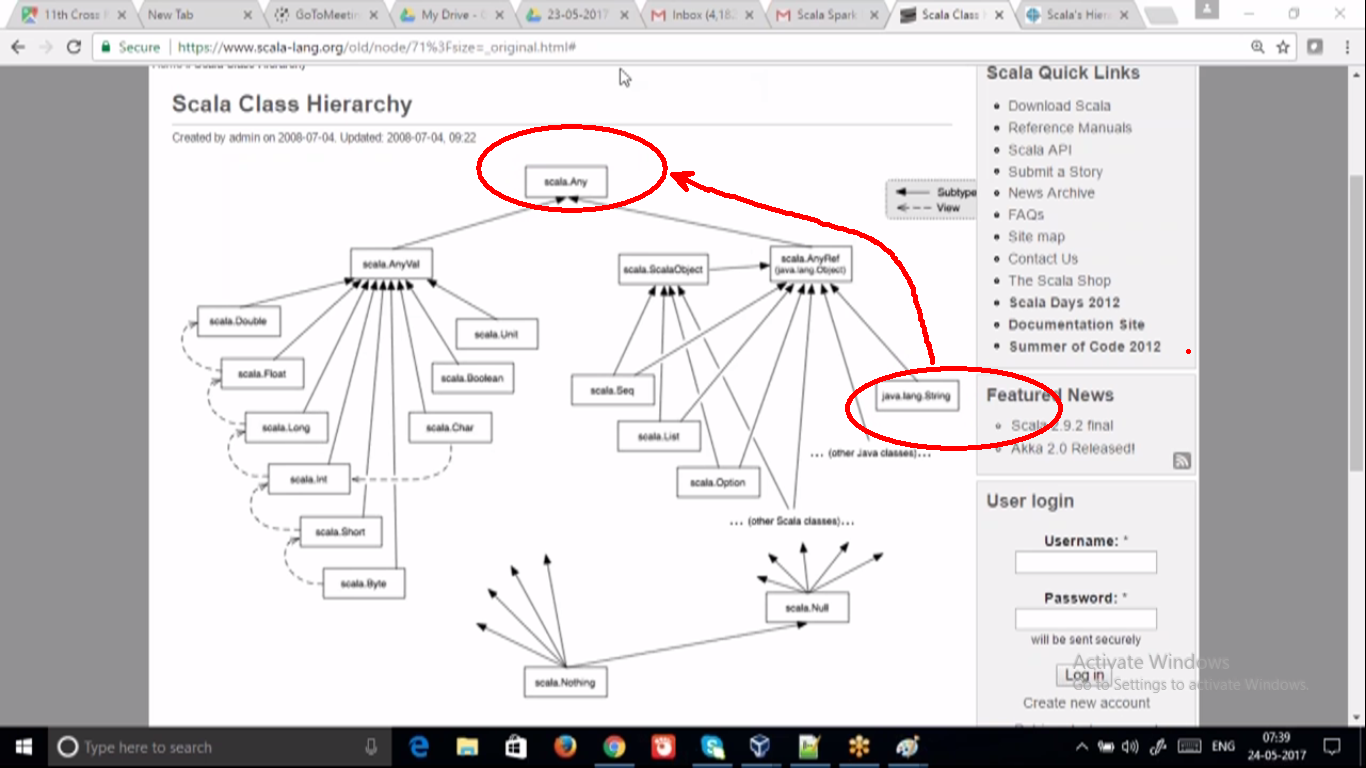 11th Cross
New Tab
GoToMeetin
My Drive -
23-05-2017
Inbox (4,18
Scala Spark
Scala Class
Scala's Hier
Secure
https://www.scala-lang.org/old/node/71%3Fsize=_original.html#
Scala Class Hierarchy
Created by admin on 2008-07-04. Updated: 2008-07-04, 09:22
scala.Any
Subtype
View
scala.AnyVal
scala.ScalaObject
scala.AnyRef
(java.lang.Object)
scala.Double
scala.Unit
scala.Float
scala.Boolean
scala.Seq
java.lang.String
scala.Long
scala.Char
scala.List
... (other Java classes)...
scala.Int
scala.Option
... (other Scala classes)...
scala.Short
scala.Byte
scala.Null
scala.Nothing
Scala Quick Links
Download Scala
Reference Manuals
Scala API
Submit a Story
News Archive
FAQs
Site map
Contact Us
The Scala Shop
Scala Days 2012
Documentation Site
Summer of Code 2012
Featured News
Scala 2.9.2 final
Akka 2.0 Released!
User login
Username: *
Password: *
will be sent securely
Log in
Create new account
Activate Windows
Go to Settings to activate Windows.
Type here to search
ENG
07:39
24-05-2017